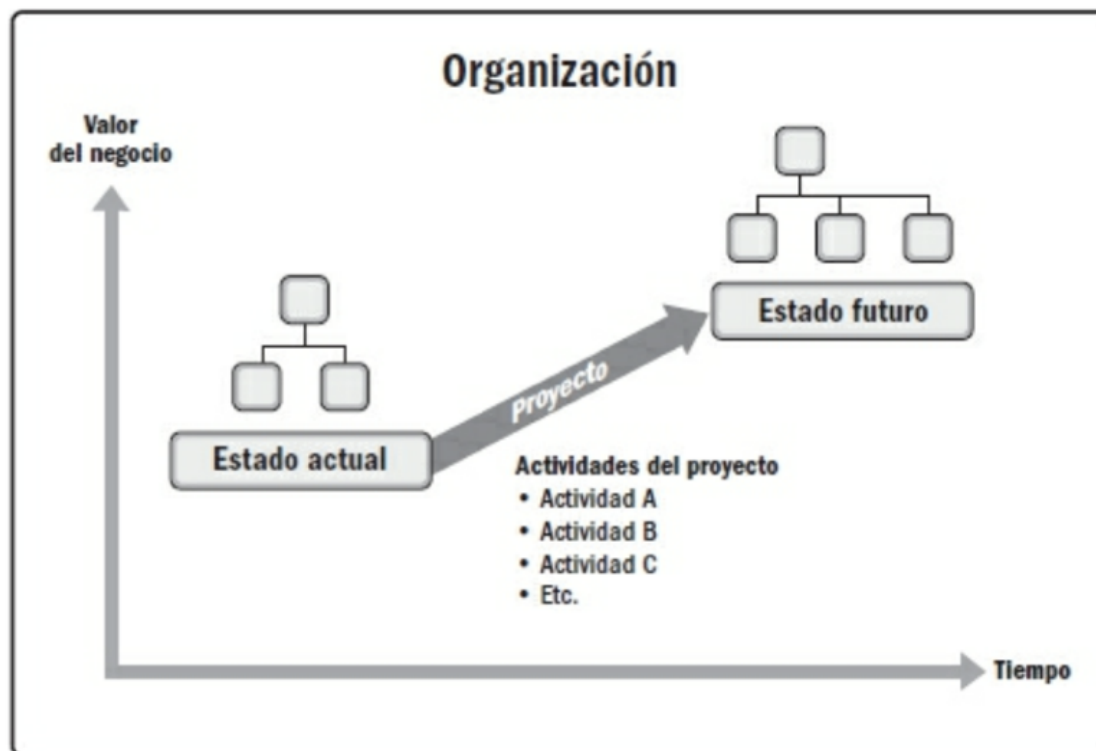 Organización
Valor
del negocio
Estado futuro
Proyecto
Estado actual
Actividades del proyecto
• Actividad A
• Actividad B
• Actividad C
• Etc.
Tiempo